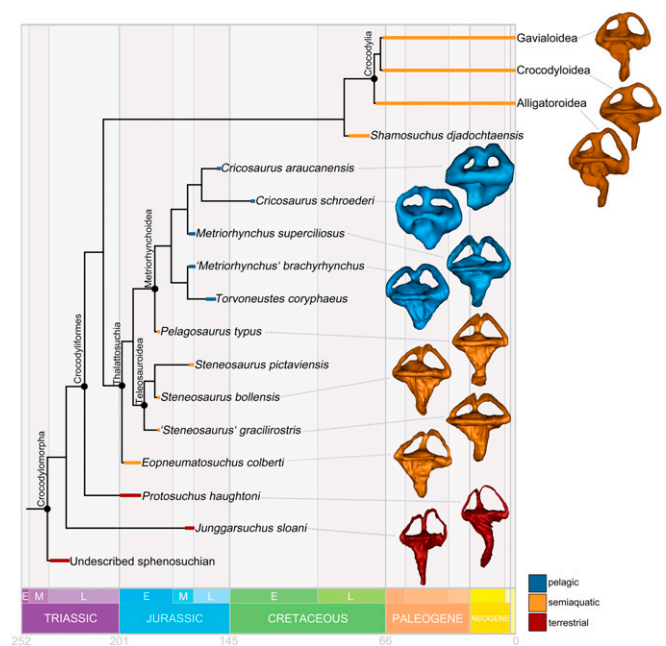 Gavialoidea
Crocodylia
Crocodyloidea
Alligatoroidea
Shamosuchus djadochtaensis
Cricosaurus araucanensis
Cricosaurus schroederi
Metriorhynchoidea
Metriorhynchus superciliosus
'Metriorhynchus' brachyrhynchus
Torvoneustes coryphaeus
Crocodyliformes
Thalattosuchia
Pelagosaurus typus
Teleosauroidea
Steneosaurus pictaviensis
Steneosaurus bollensis
'Steneosaurus' gracilirostris
Eopneumatosuchus colberti
Crocodylomorpha
Protosuchus haughtoni
Junggarsuchus sloani
Undescribed sphenosuchian
pelagic
semiaquatic
terrestrial
E M L E M L E L
TRIASSIC JURASSIC CRETACEOUS PALEOGENE NEOGENE
252 201 145 66 0